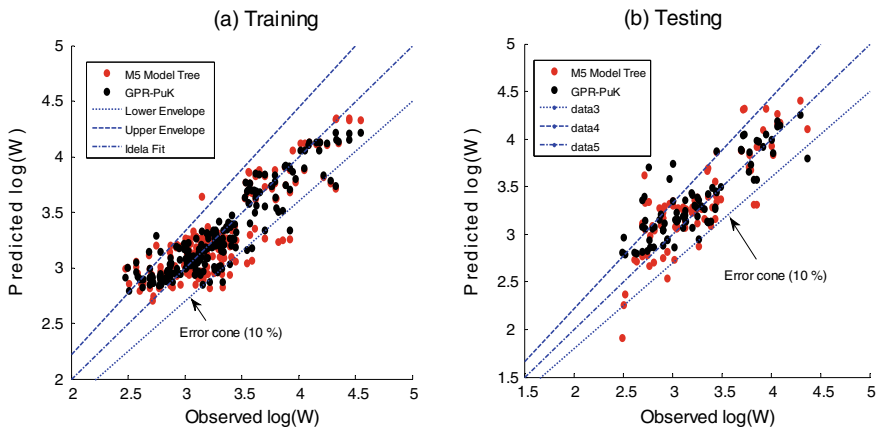 (a) Training
Predicted log(W)
5
4.5
4
3.5
3
2.5
2
M5 Model Tree
GPR-PuK
Lower Envelope
Upper Envelope
Idela Fit
Error cone (10 %)
2
2.5
3
3.5
4
4.5
5
Observed log(W)
(b) Testing
Predicted log(W)
5
4.5
4
3.5
3
2.5
2
1.5
M5 Model Tree
GPR-PUK
data3
data4
data5
Error cone (10 %)
1.5
2
2.5
3
3.5
4
4.5
5
Observed log(W)